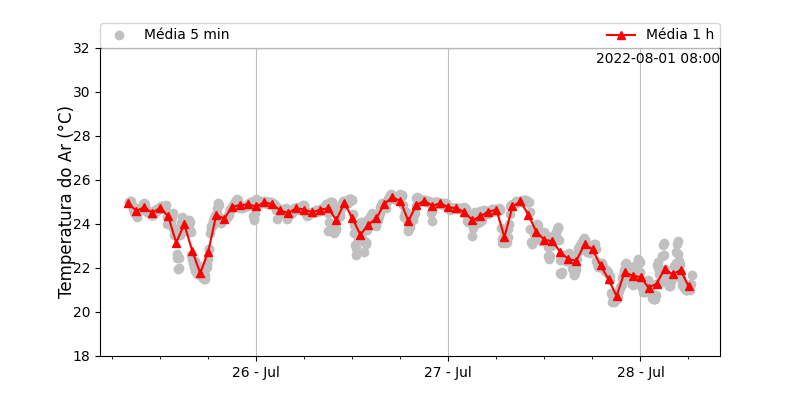 Média 5 min
Média 1 h
2022-08-01 08:00
Temperatura do Ar (°C)
32
30
28
26
24
22
20
18
26 - Jul
27 - Jul
28 - Jul